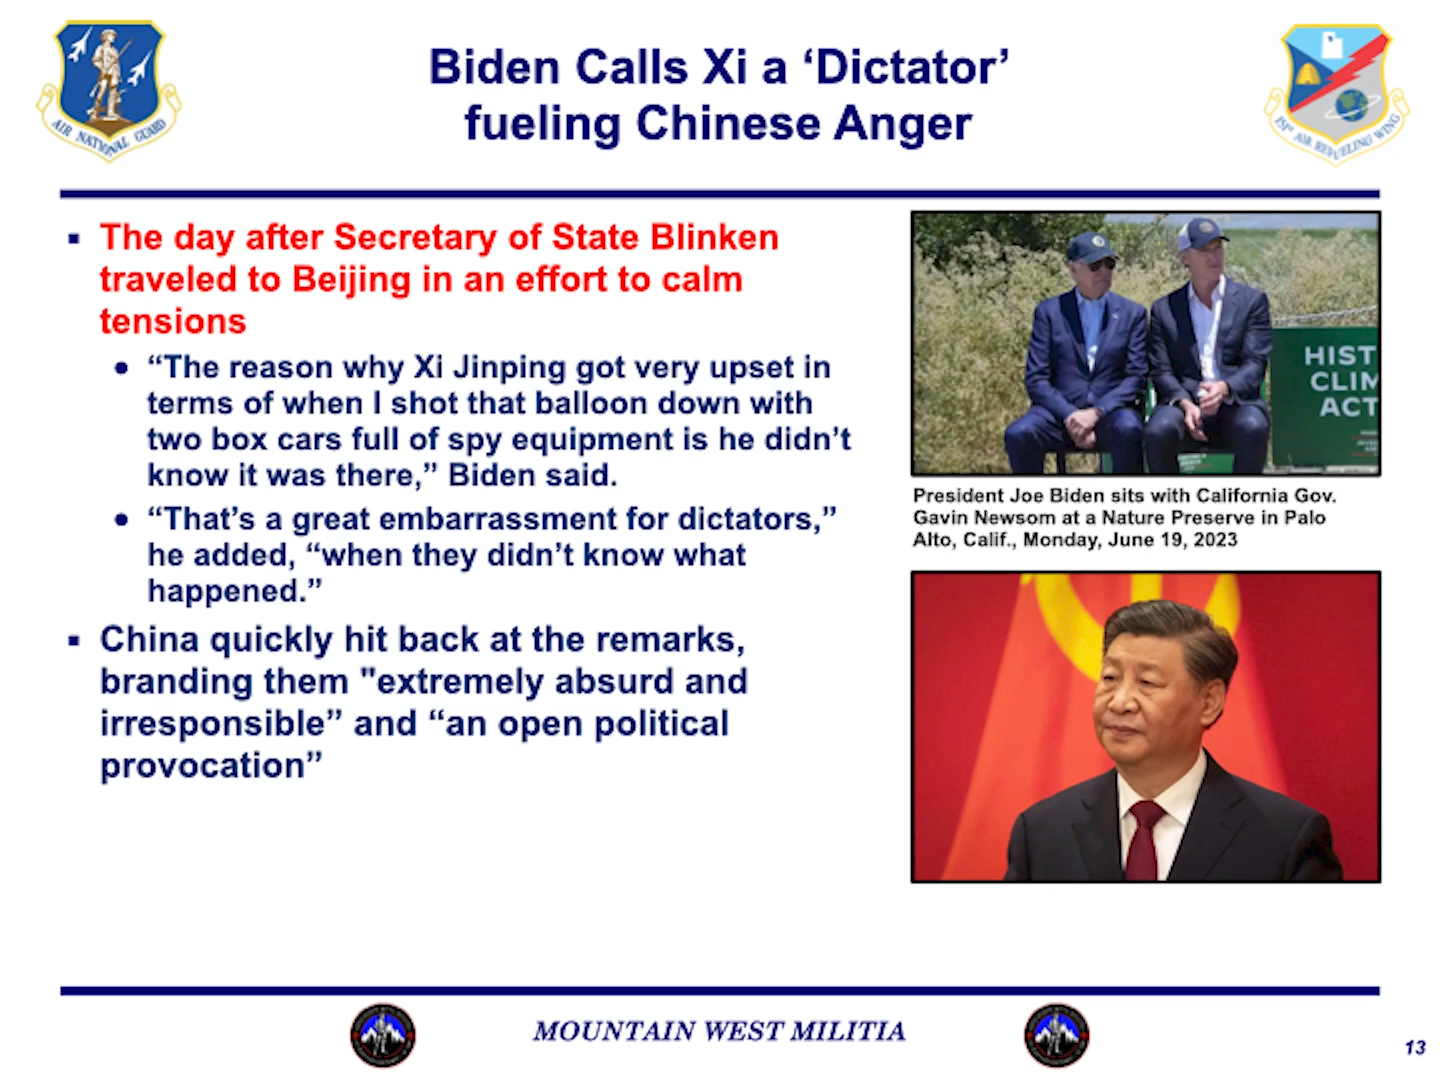 Biden Calls Xi a ‘Dictator’
fueling Chinese Anger
AIR NATIONAL GUARD
151st AIR REFUELING WING
▪ The day after Secretary of State Blinken
traveled to Beijing in an effort to calm
tensions
• “The reason why Xi Jinping got very upset in
terms of when I shot that balloon down with
two box cars full of spy equipment is he didn’t
know it was there,” Biden said.
• “That’s a great embarrassment for dictators,”
he added, “when they didn’t know what
happened.”
▪ China quickly hit back at the remarks,
branding them "extremely absurd and
irresponsible” and “an open political
provocation”
HIST
CLIM
ACT
President Joe Biden sits with California Gov.
Gavin Newsom at a Nature Preserve in Palo
Alto, Calif., Monday, June 19, 2023
MOUNTAIN WEST MILITIA
13